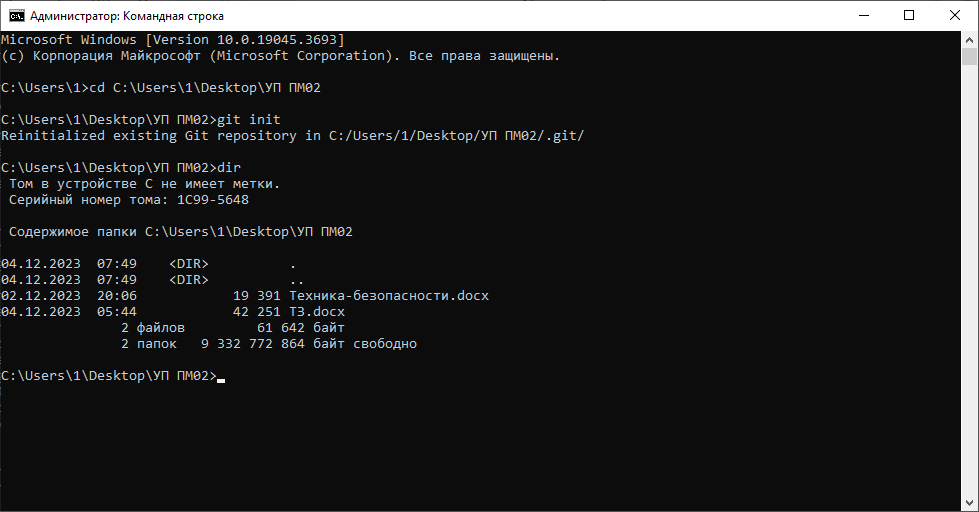 Администратор: Командная строка
Microsoft Windows [Version 10.0.19045.3693]
(c) Корпорация Майкрософт (Microsoft Corporation). Все права защищены.
C:\Users\1>cd C:\Users\1\Desktop\УП ПМ02
C:\Users\1\Desktop\УП ПМ02>git init
Reinitialized existing Git repository in C:/Users/1/Desktop/УП ПМ02/.git/
C:\Users\1\Desktop\УП ПМ02>dir
Том в устройстве C не имеет метки.
Серийный номер тома: 1C99-5648
Содержимое папки C:\Users\1\Desktop\УП ПМ02
04.12.2023  07:49    <DIR>          .
04.12.2023  07:49    <DIR>          ..
02.12.2023  20:06            19 391 Техника-безопасности.docx
04.12.2023  05:44            42 251 ТЗ.docx
2 файлов         61 642 байт
2 папок   9 332 772 864 байт свободно
C:\Users\1\Desktop\УП ПМ02>